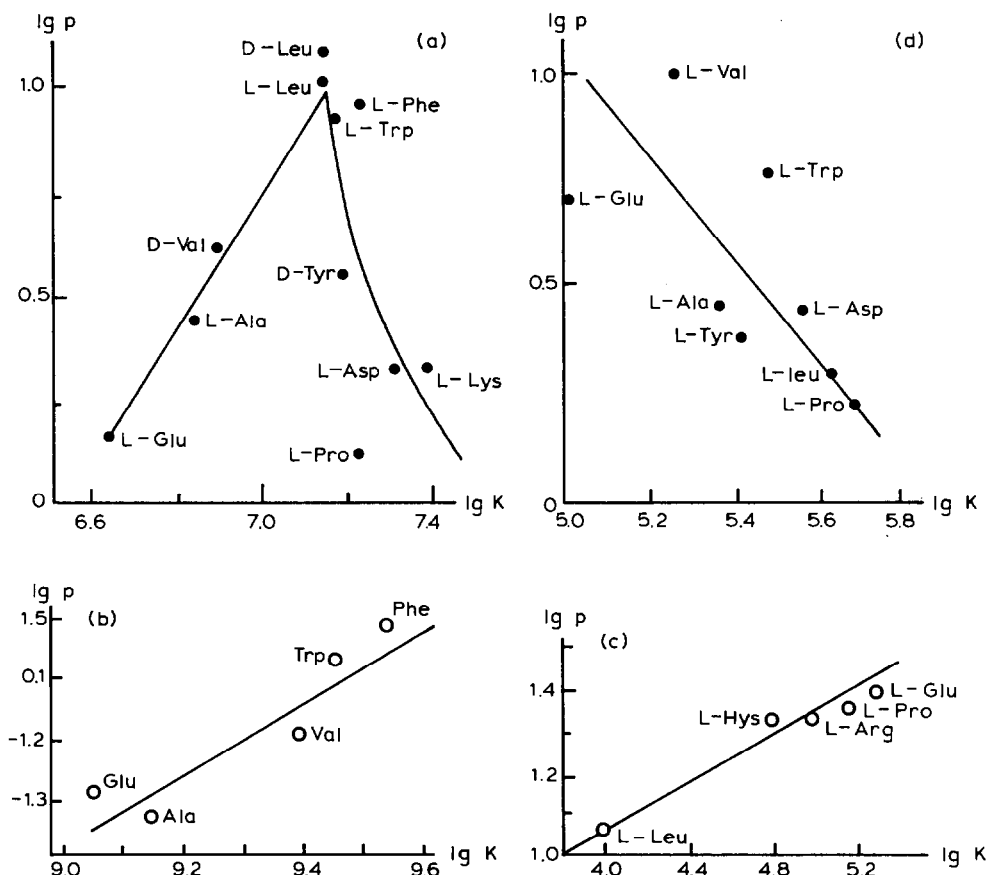 lg p
(a)
D-Leu
1.0
L-Leu
L-Phe
L-Trp
D-Val
D-Tyr
0.5
L-Ala
L-Asp
L-Lys
L-Glu
L-Pro
0
6.6
7.0
7.4
lg K
lg p
(d)
1.0
L-Val
L-Trp
L-Glu
0.5
L-Ala
L-Asp
L-Tyr
L-leu
L-Pro
0
5.0
5.2
5.4
5.6
5.8
lg K
lg p
1.5
(b)
Phe
Trp
0.1
-1.2
Val
Glu
-1.3
Ala
9.0
9.2
9.4
9.6
lg K
lg p
(c)
1.4
L-Glu
L-Hys
L-Pro
L-Arg
1.2
L-Leu
1.0
4.0
4.4
4.8
5.2
lg K